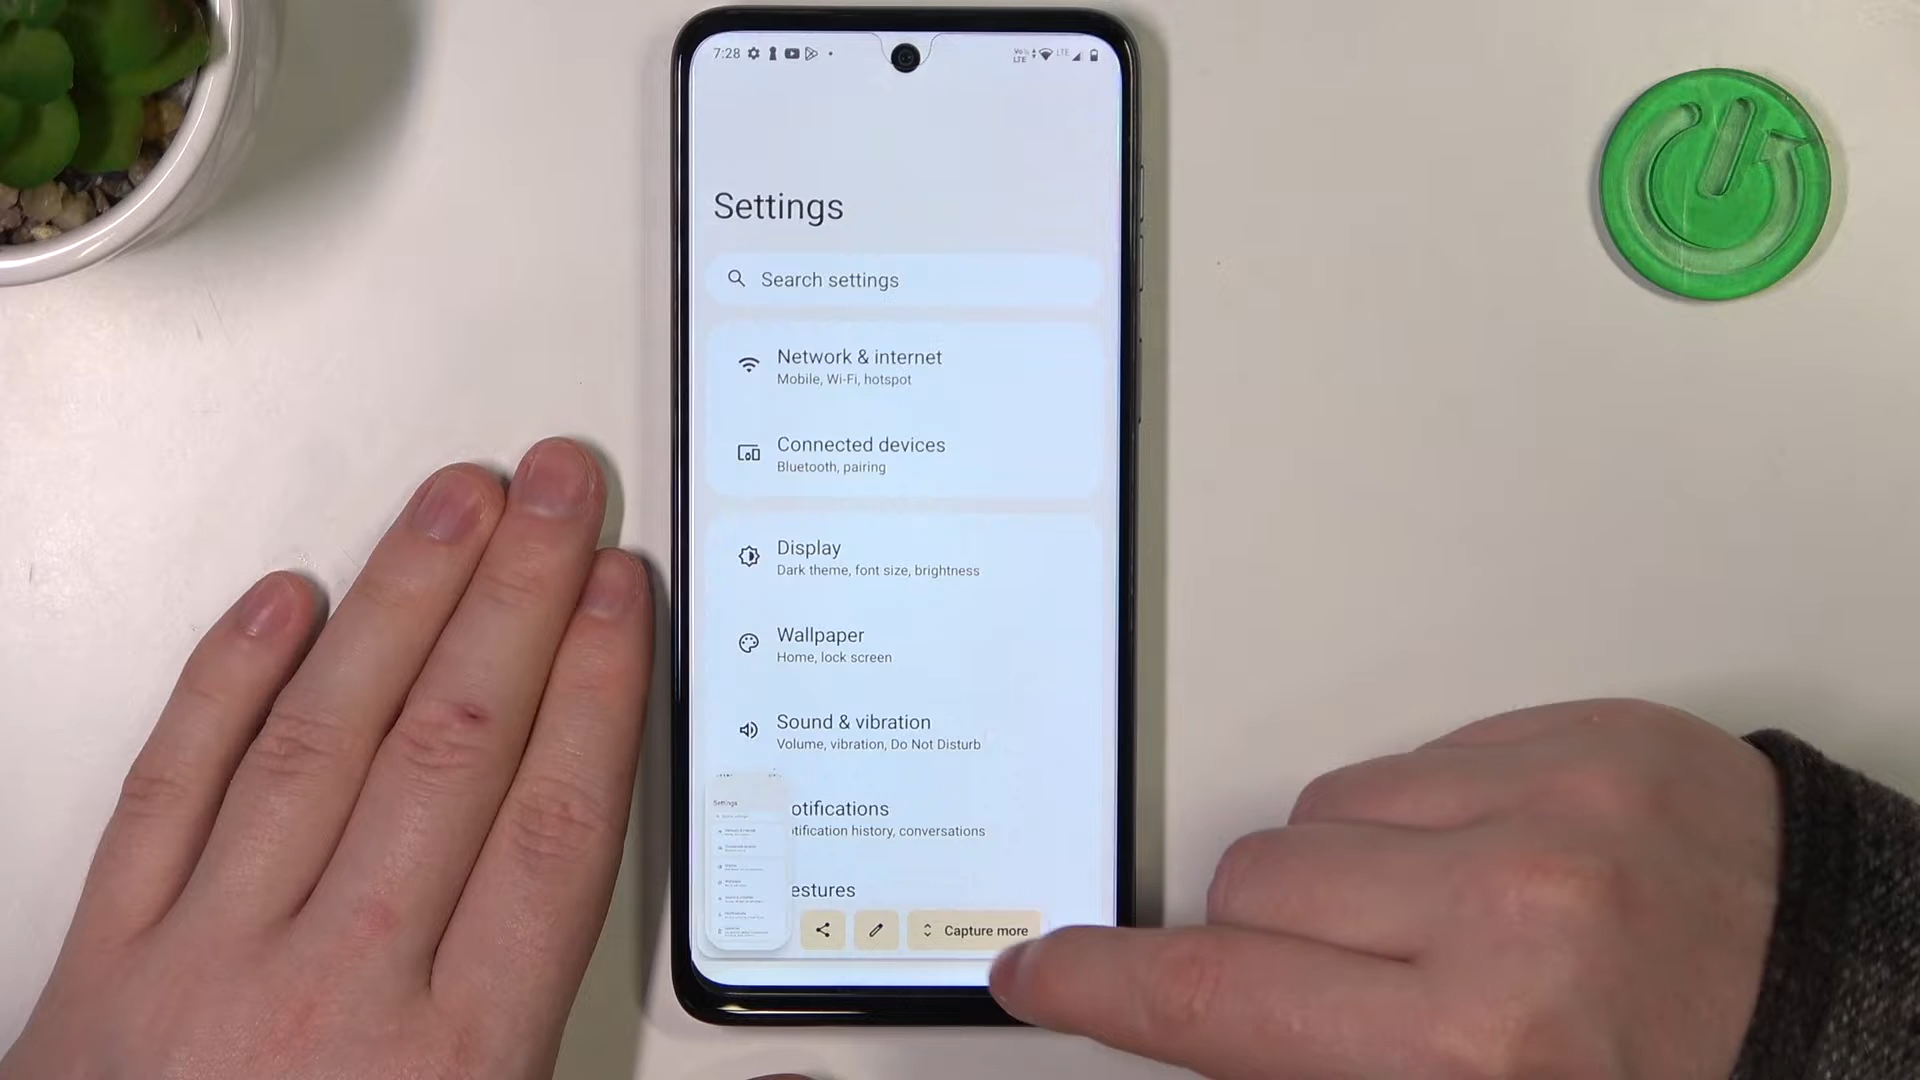 7:28
LTE
Settings
Search settings
Network & internet
Mobile, Wi-Fi, hotspot
Connected devices
Bluetooth, pairing
Display
Dark theme, font size, brightness
Wallpaper
Home, lock screen
Sound & vibration
Volume, vibration, Do Not Disturb
otifications
otification history, conversations
estures
Settings
Capture more